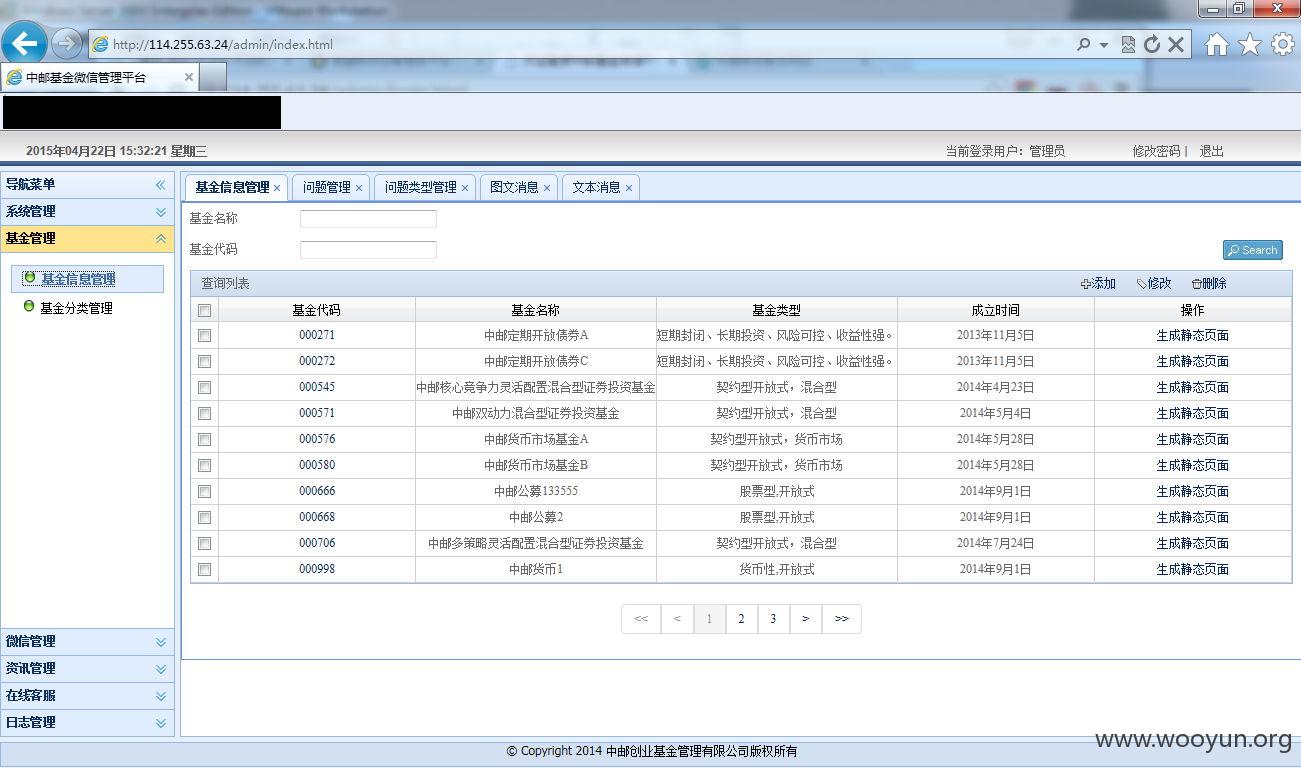 http://114.255.63.24/admin/index.html
中邮基金微信管理平台
2015年04月22日 15:32:21 星期三 当前登录用户：管理员 修改密码 | 退出
导航菜单
系统管理
基金管理
基金信息管理
基金分类管理
微信管理
资讯管理
在线客服
日志管理
基金信息管理 问题管理 问题类型管理 图文消息 文本消息
基金名称
基金代码 Search
查询列表 添加 修改 删除
基金代码 基金名称 基金类型 成立时间 操作
000271 中邮定期开放债券A 短期封闭、长期投资、风险可控、收益性强。 2013年11月5日 生成静态页面
000272 中邮定期开放债券C 短期封闭、长期投资、风险可控、收益性强。 2013年11月5日 生成静态页面
000545 中邮核心竞争力灵活配置混合型证券投资基金 契约型开放式，混合型 2014年4月23日 生成静态页面
000571 中邮双动力混合型证券投资基金 契约型开放式，混合型 2014年5月4日 生成静态页面
000576 中邮货币市场基金A 契约型开放式，货币市场 2014年5月28日 生成静态页面
000580 中邮货币市场基金B 契约型开放式，货币市场 2014年5月28日 生成静态页面
000666 中邮公募133555 股票型,开放式 2014年9月1日 生成静态页面
000668 中邮公募2 股票型,开放式 2014年9月1日 生成静态页面
000706 中邮多策略灵活配置混合型证券投资基金 契约型开放式，混合型 2014年7月24日 生成静态页面
000998 中邮货币1 货币性,开放式 2014年9月1日 生成静态页面
<< < 1 2 3 > >>
© Copyright 2014 中邮创业基金管理有限公司版权所有
www.wooyun.org